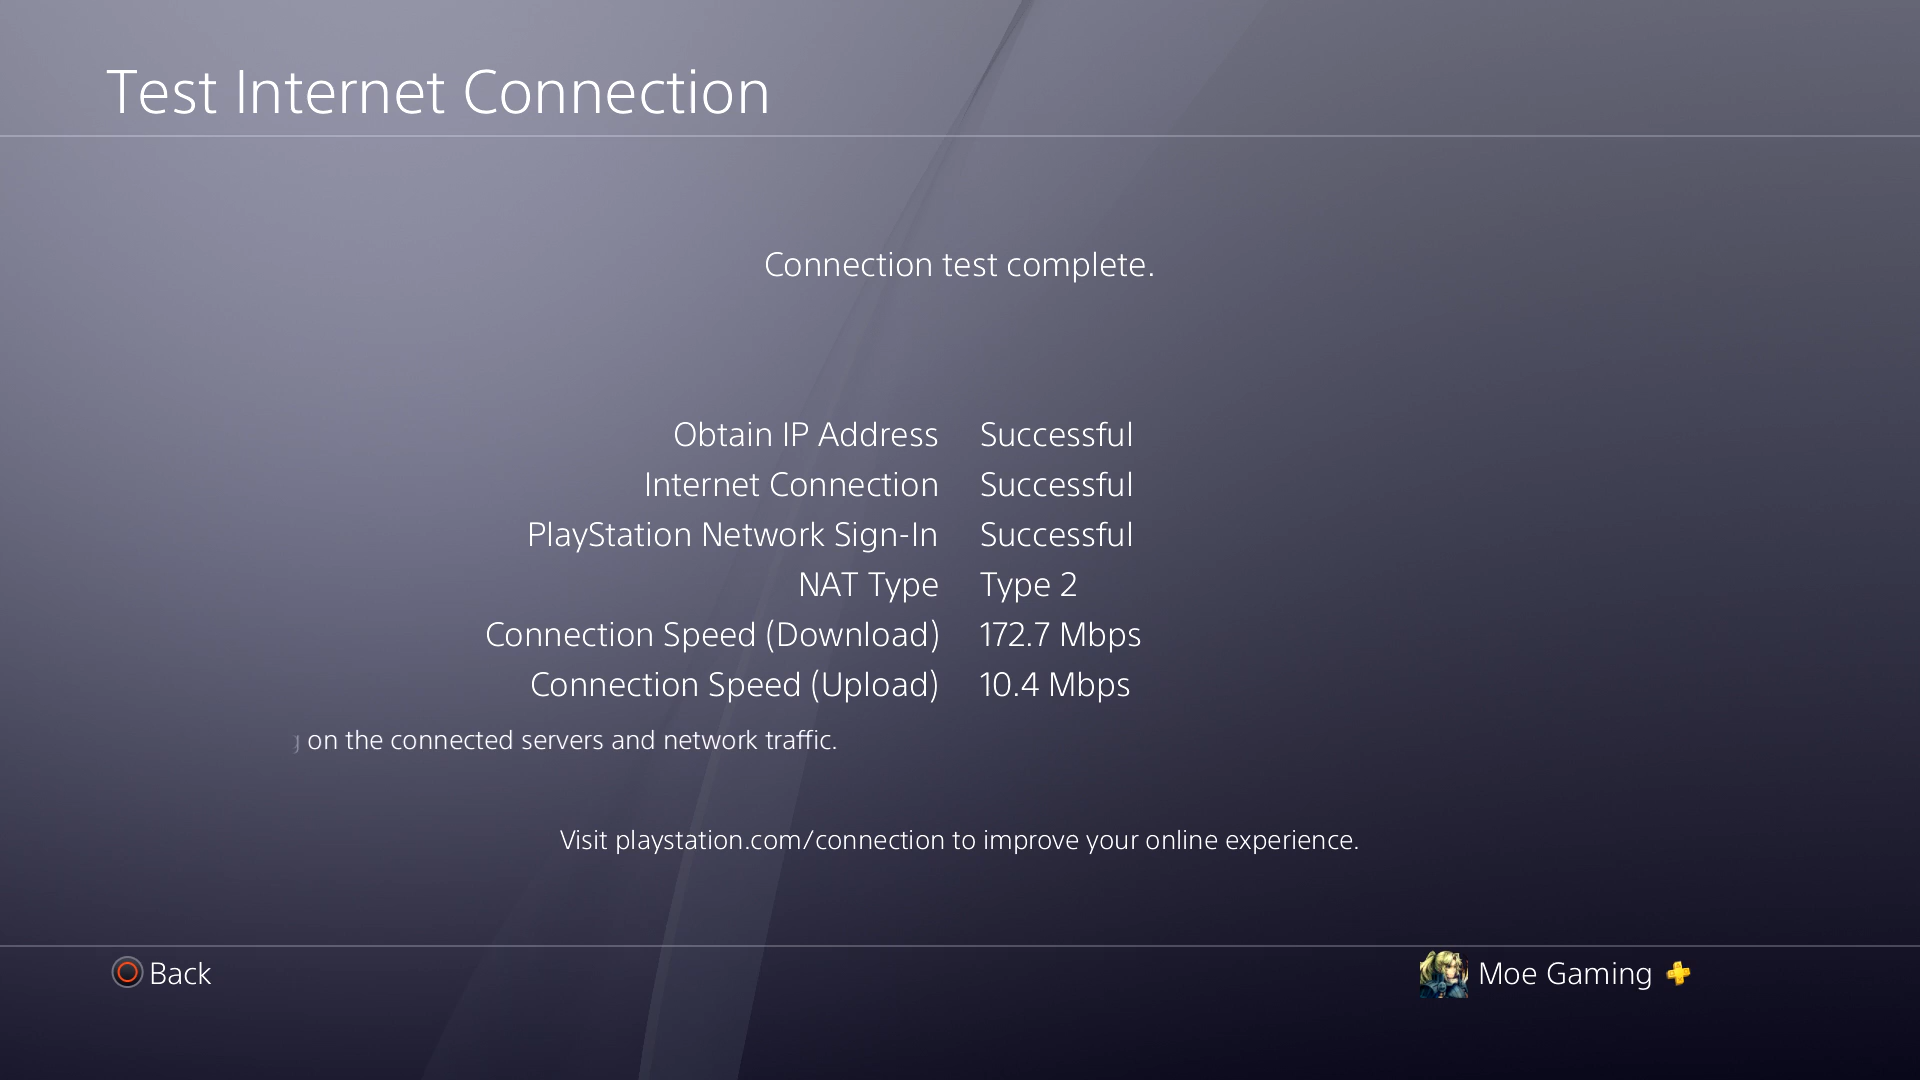 Test Internet Connection
Connection test complete.
Obtain IP Address Successful
Internet Connection Successful
PlayStation Network Sign-In Successful
NAT Type Type 2
Connection Speed (Download) 172.7 Mbps
Connection Speed (Upload) 10.4 Mbps
on the connected servers and network traffic.
Visit playstation.com/connection to improve your online experience.
Back
Moe Gaming